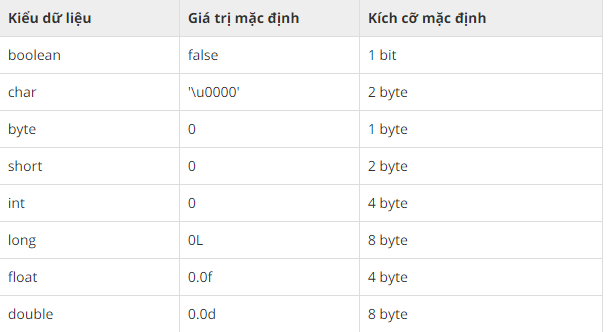 Kiểu dữ liệu Giá trị mặc định Kích cỡ mặc định
boolean false 1 bit
char '\u0000' 2 byte
byte 0 1 byte
short 0 2 byte
int 0 4 byte
long 0L 8 byte
float 0.0f 4 byte
double 0.0d 8 byte